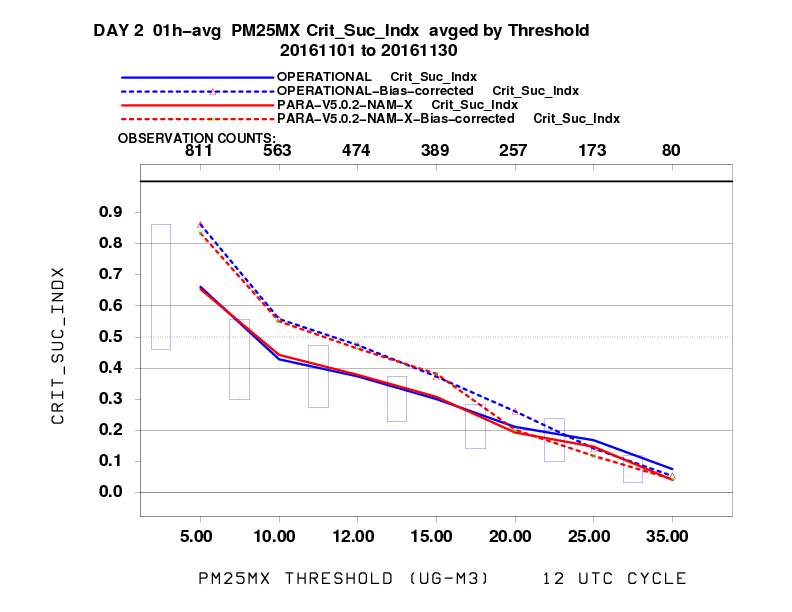 DAY 2 01h-avg PM25MX Crit_Suc_Indx avged by Threshold
20161101 to 20161130
OPERATIONAL Crit_Suc_Indx
OPERATIONAL-Bias-corrected Crit_Suc_Indx
PARA-V5.0.2-NAM-X Crit_Suc_Indx
PARA-V5.0.2-NAM-X-Bias-corrected Crit_Suc_Indx
OBSERVATION COUNTS:
811 563 474 389 257 173 80
0.9
0.8
0.7
0.6
0.5
0.4
0.3
0.2
0.1
0.0
CRIT_SUC_INDX
5.00 10.00 12.00 15.00 20.00 25.00 35.00
PM25MX THRESHOLD (UG-M3) 12 UTC CYCLE